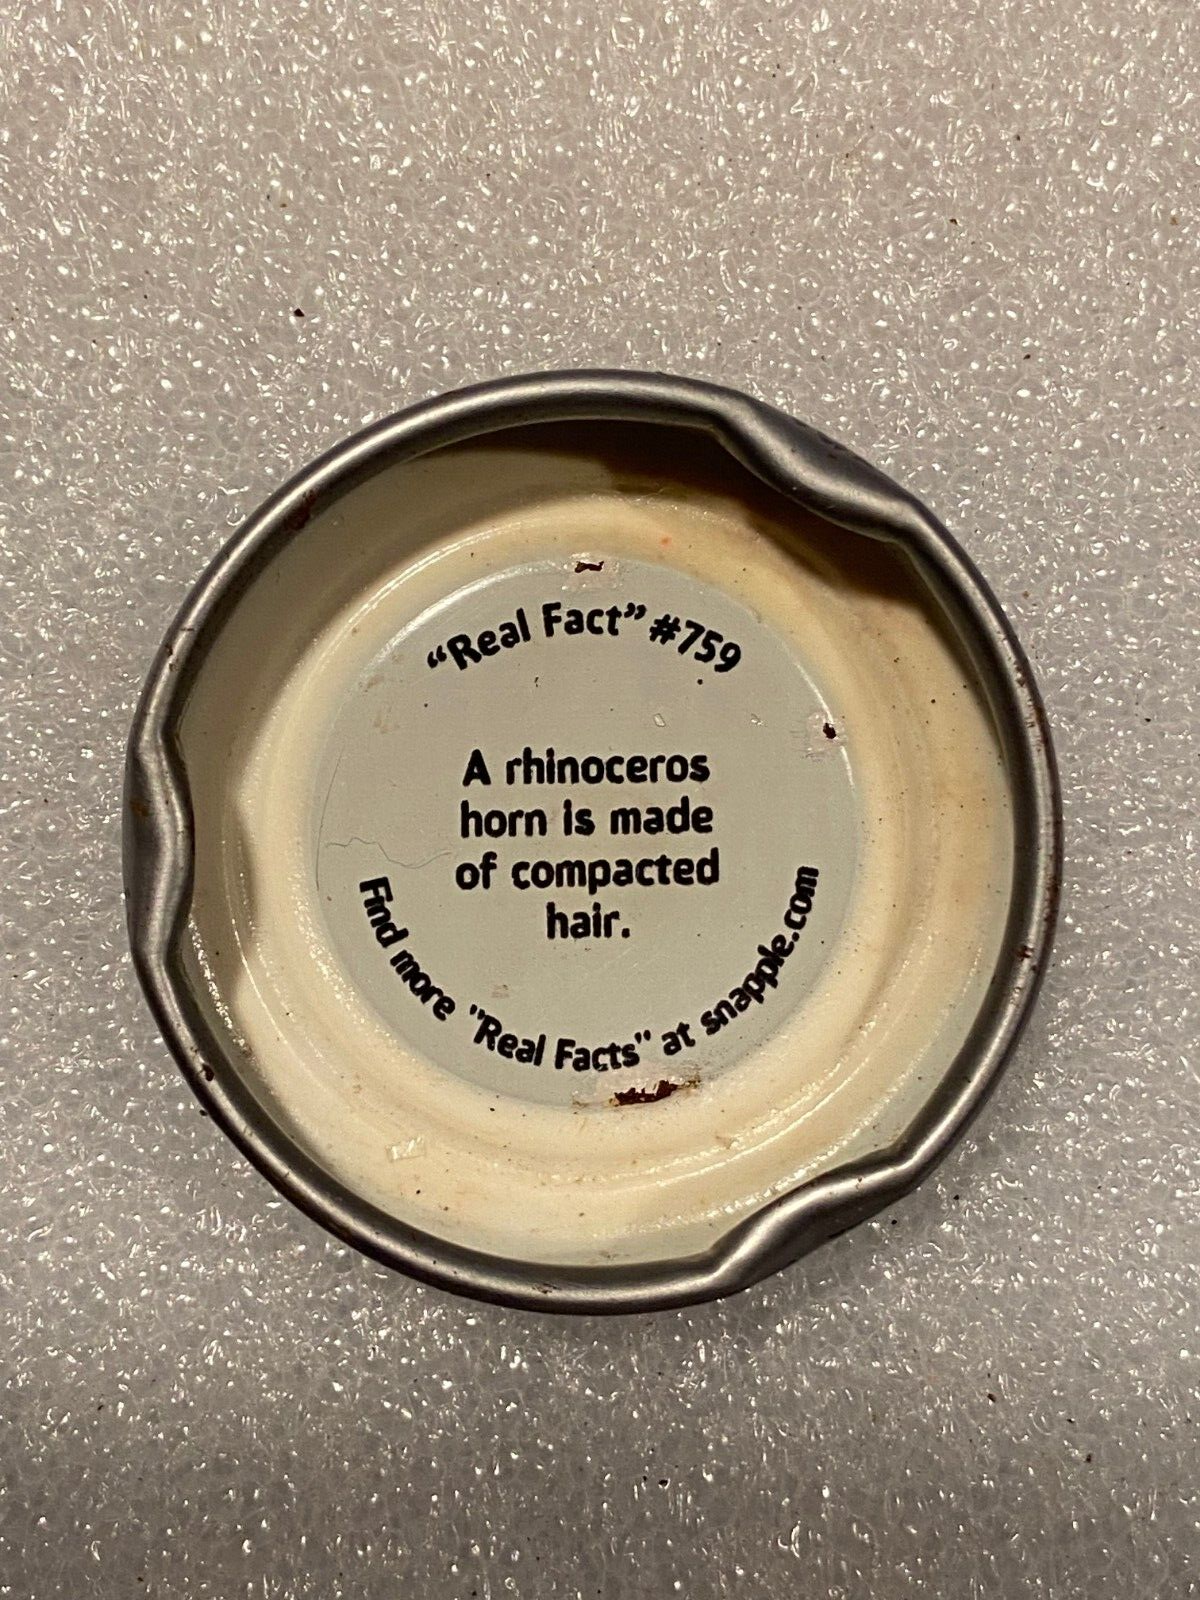 “Real Fact” #759
A rhinoceros
horn is made
of compacted
hair.
Find more "Real Facts" at snapple.com